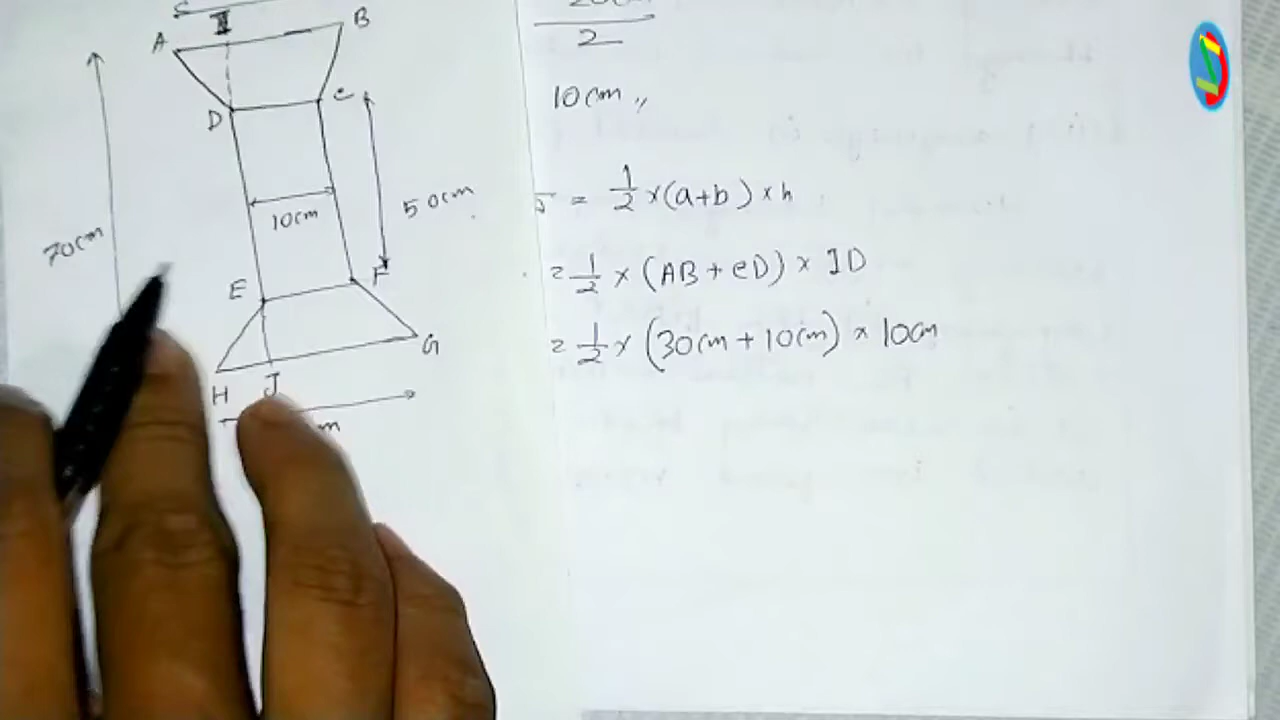 I
A
B
D
C
50cm
10cm
70cm
E
F
G
H
J
m
2
10cm,,
= 1/2 × (a+b) × h
= 1/2 × (AB + CD) × ID
= 1/2 × (30cm + 10cm) × 10cm